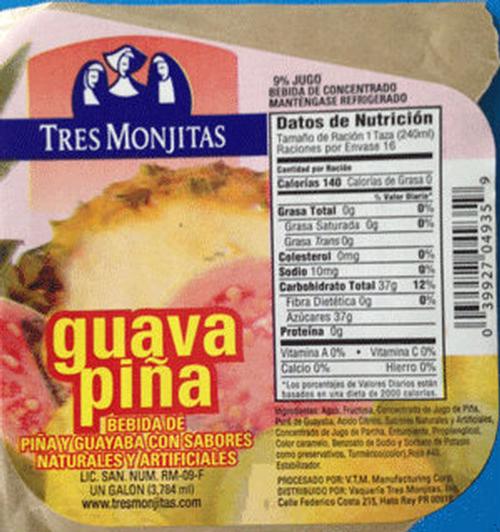 TRES MONJITAS
9% JUGO
BEBIDA DE CONCENTRADO
MANTÉNGASE REFRIGERADO
Datos de Nutrición
Tamaño de Ración 1 Taza (240ml)
Raciones por Envase 16
Cantidad por Ración
Calorías 140 Calorías de Grasa 0
% Valor Diario*
Grasa Total 0g 0%
Grasa Saturada 0g 0%
Grasa Trans 0g
Colesterol 0mg 0%
Sodio 10mg 0%
Carbohidrato Total 37g 12%
Fibra Dietética 0g 0%
Azúcares 37g
Proteína 0g
Vitamina A 0% • Vitamina C 0%
Calcio 0% Hierro 0%
*Los porcentajes de Valores Diarios están
basados en una dieta de 2000 calorías.
0 39927 04935 9
guava
piña
BEBIDA DE
PIÑA Y GUAYABA CON SABORES
NATURALES Y ARTIFICIALES
LIC. SAN. NUM. RM-09-F
UN GALON (3,784 ml)
www.tresmonjitas.com
Ingredientes: Agua, Fructosa, Concentrado de Jugo de Piña,
Puré de Guayaba, Acido Cítrico, Sabores Naturales y Artificiales,
Concentrado de Jugo de Parcha, Enturbiante, Propilenglicol,
Color caramelo, Benzoato de Sodio y Sorbato de Potasio
como preservativos, Turmérico(color), Rojo #40,
Estabilizador.
PROCESADO POR: V.T.M. Manufacturing Corp.
DISTRIBUIDO POR: Vaquería Tres Monjitas, Inc.
Calle Federico Costa 215, Hato Rey PR